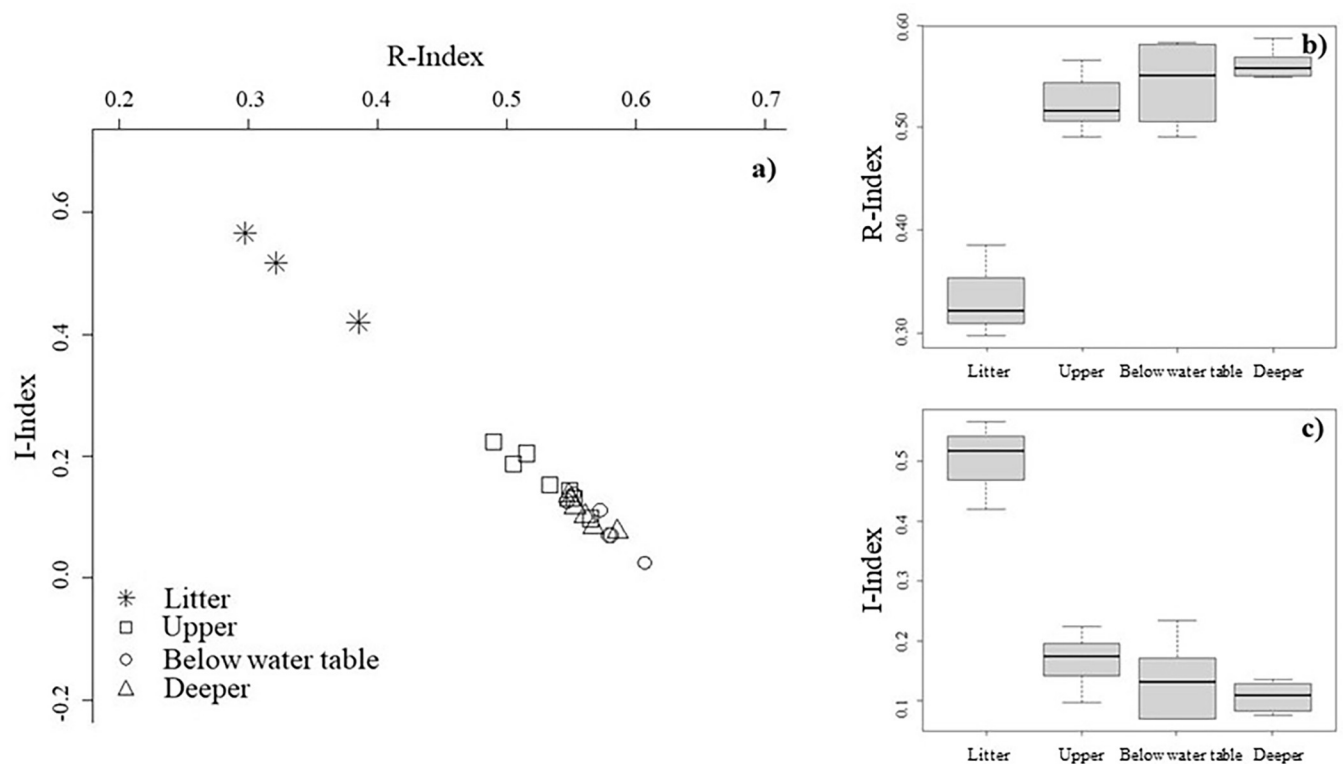 R-Index
0.2 0.3 0.4 0.5 0.6 0.7
a)
I-Index
0.6
0.4
0.2
0.0
-0.2
Litter
Upper
Below water table
Deeper
b)
R-Index
0.60
0.50
0.40
0.30
Litter Upper Below water table Deeper
c)
I-Index
0.5
0.4
0.3
0.2
0.1
Litter Upper Below water table Deeper